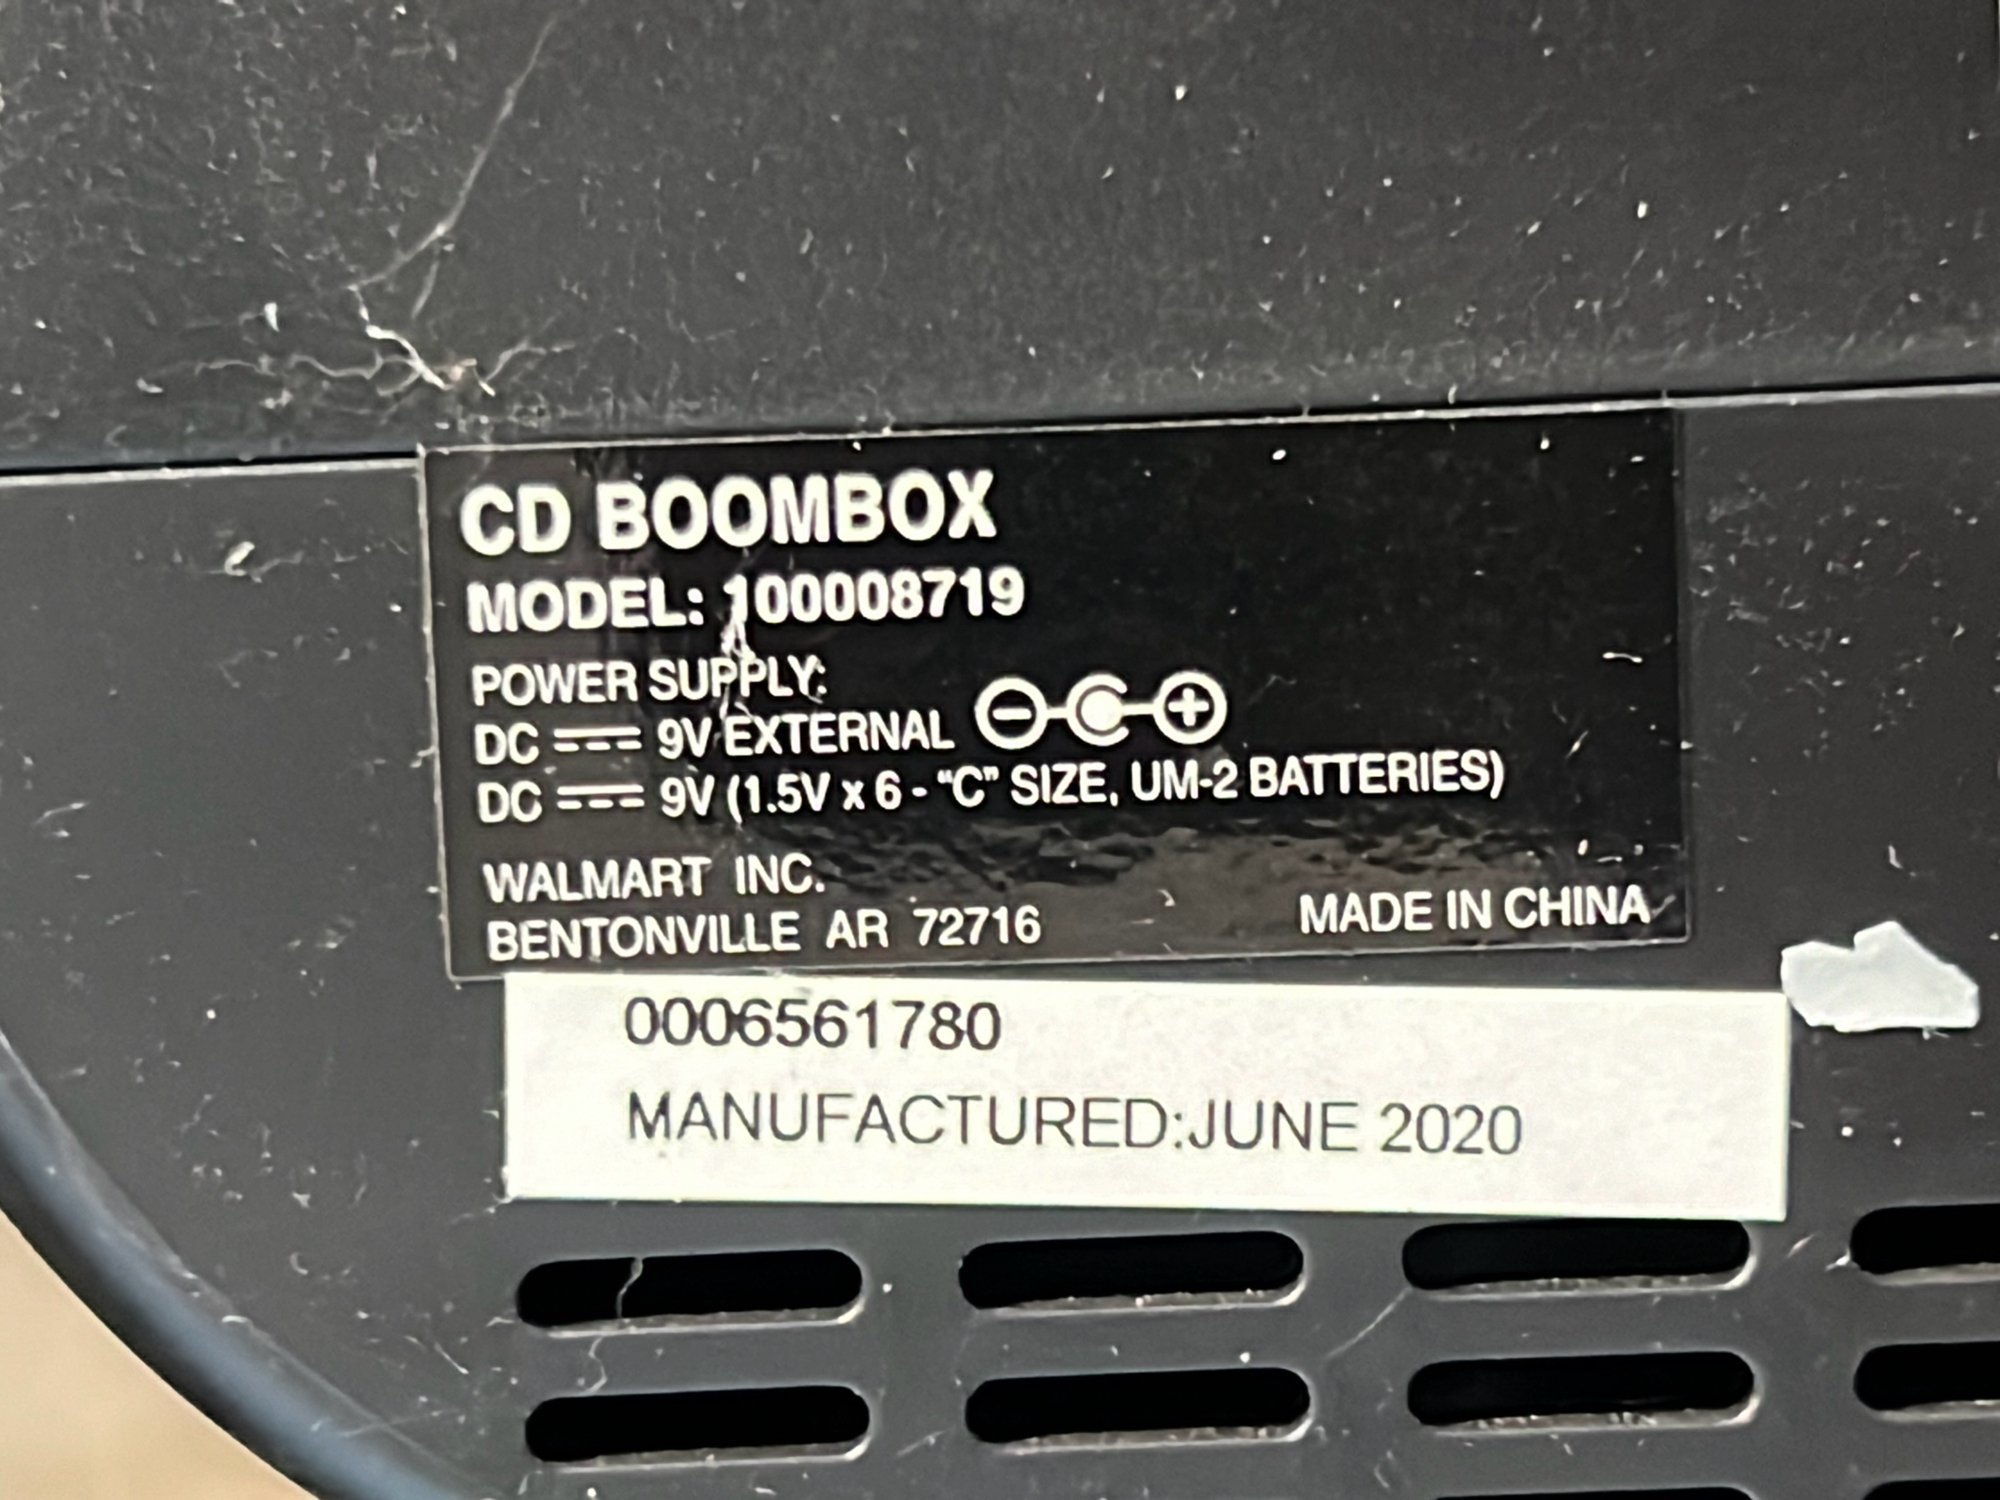 CD BOOMBOX
MODEL: 100008719
POWER SUPPLY:
DC ⎓ 9V EXTERNAL
DC ⎓ 9V (1.5V x 6 - “C” SIZE, UM-2 BATTERIES)
WALMART INC.
BENTONVILLE AR 72716
MADE IN CHINA
0006561780
MANUFACTURED:JUNE 2020